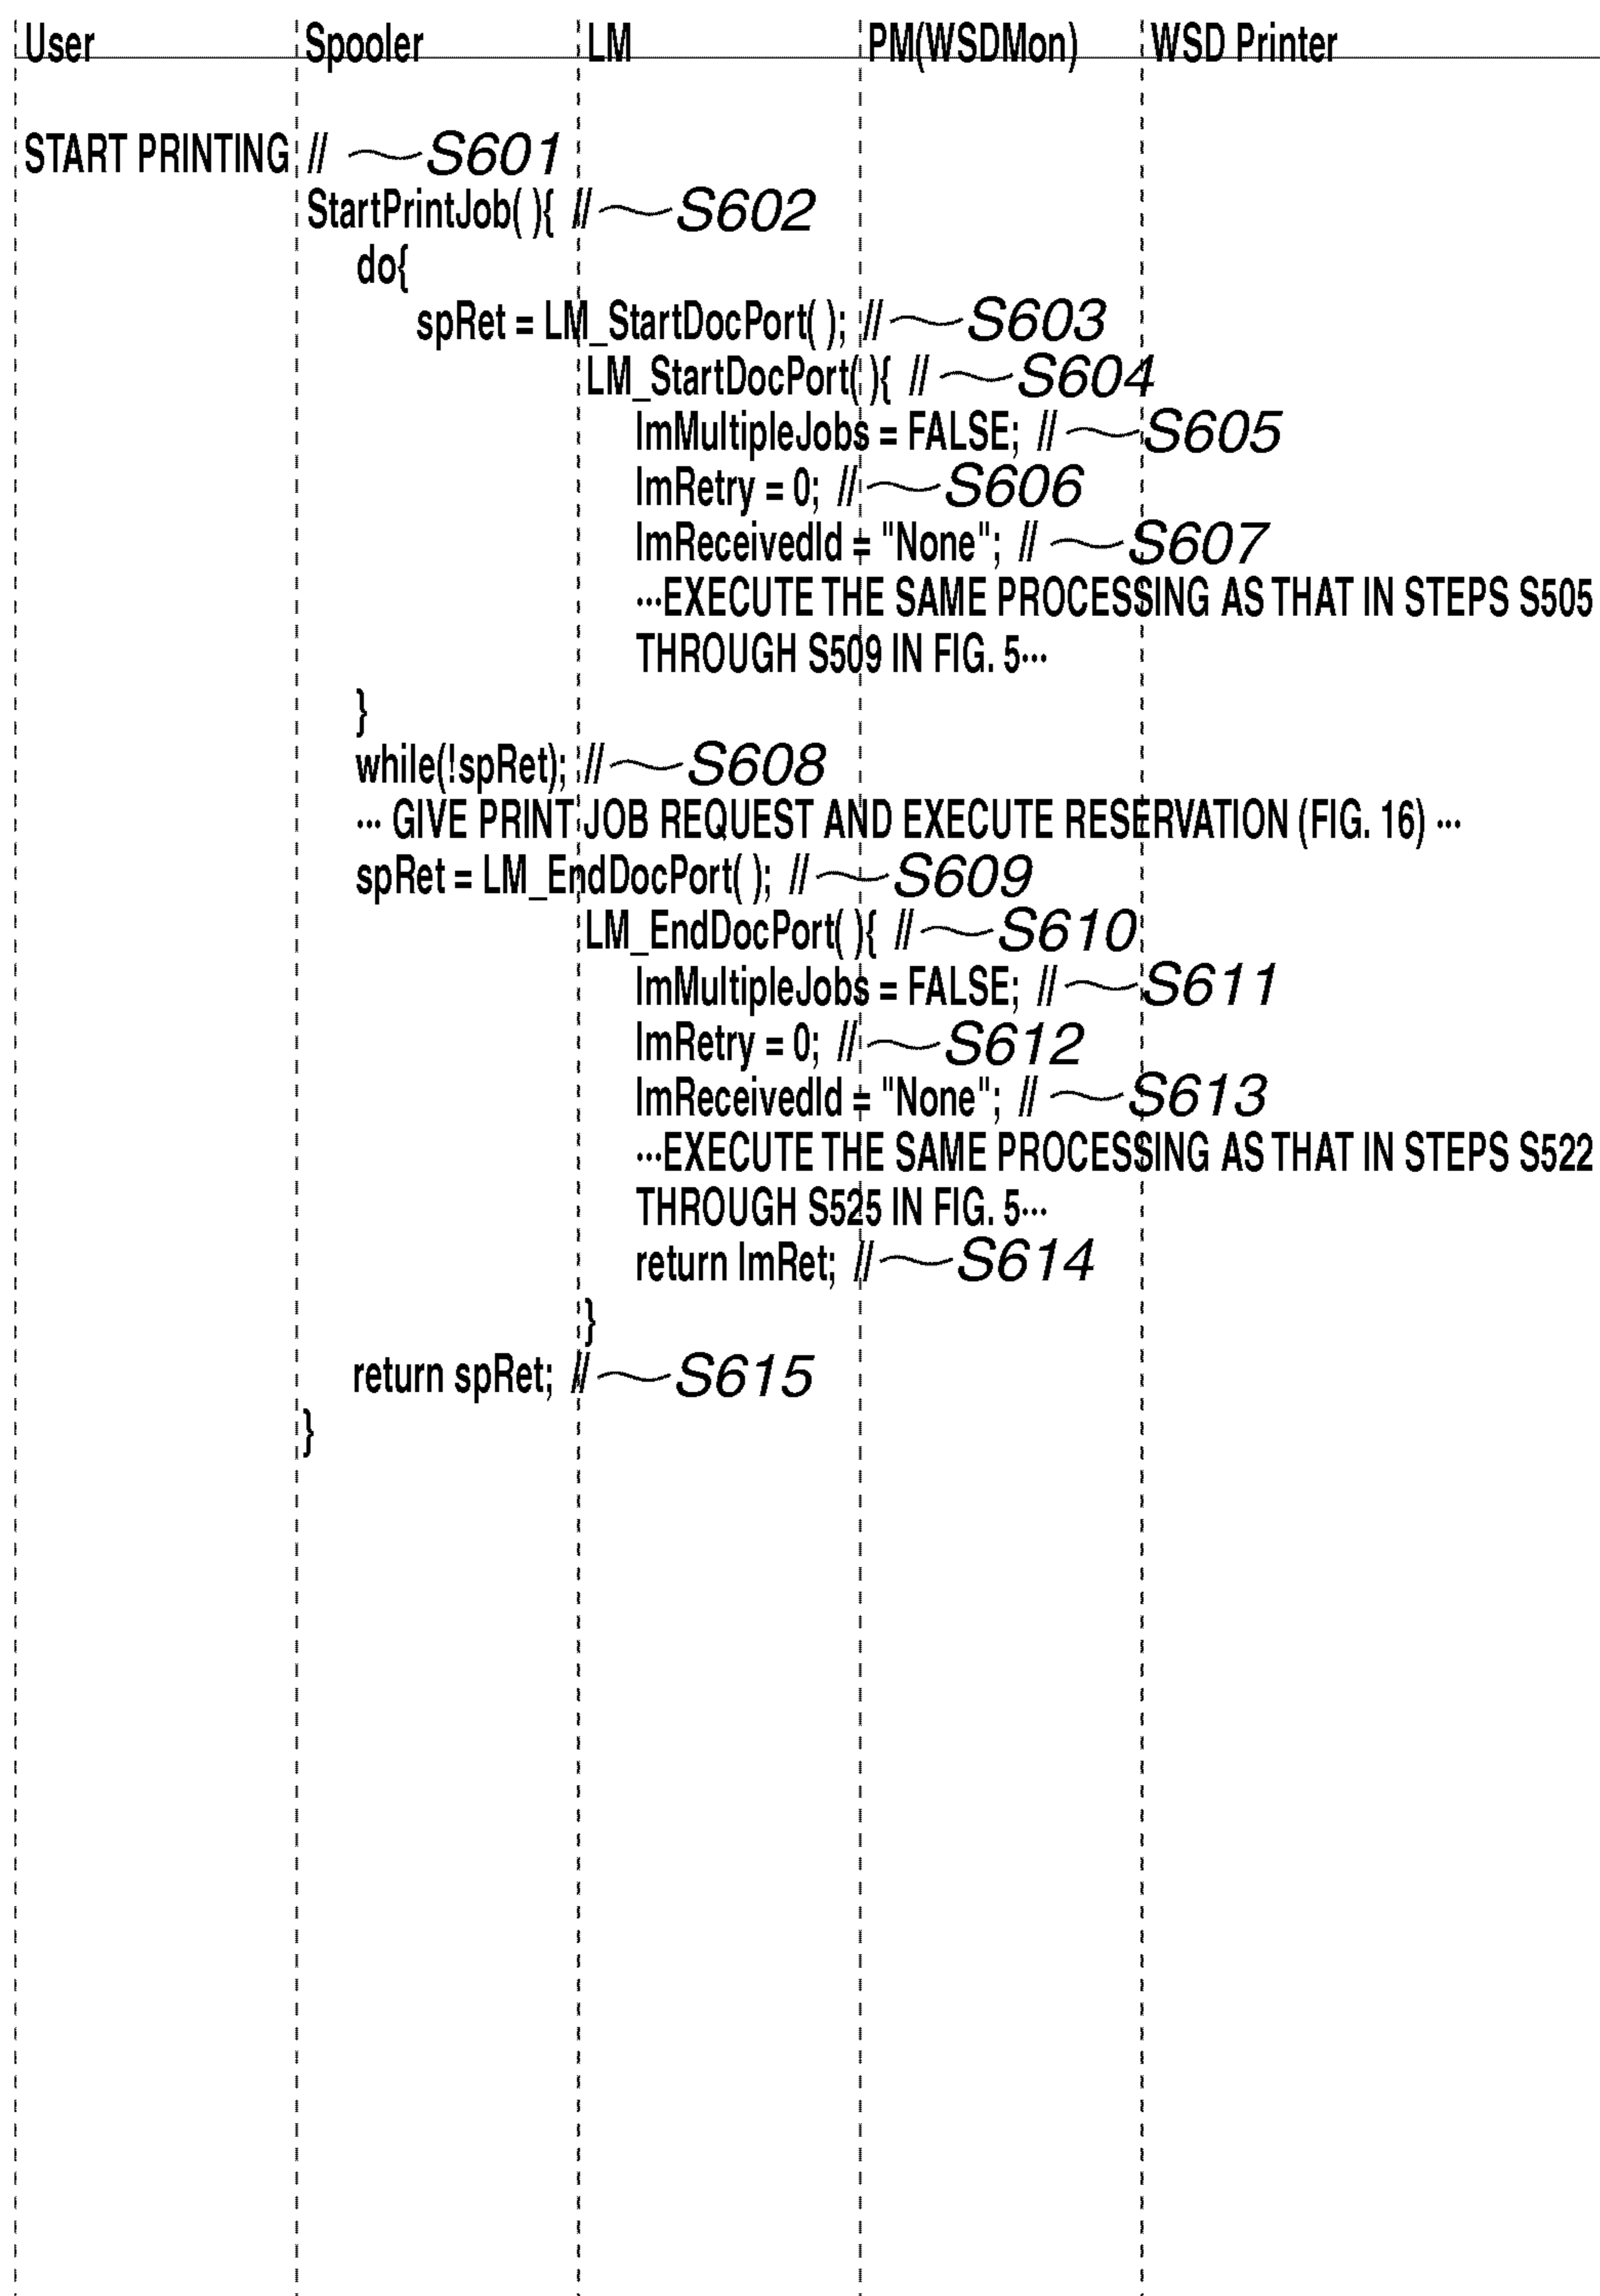 User Spooler LM PM(WSDMon) WSD Printer
START PRINTING // S601
StartPrintJob( ){ // S602
do{
spRet = LM_StartDocPort( ); // S603
LM_StartDocPort( ){ // S604
lmMultipleJobs = FALSE; // S605
lmRetry = 0; // S606
lmReceivedId = "None"; // S607
···EXECUTE THE SAME PROCESSING AS THAT IN STEPS S505
THROUGH S509 IN FIG. 5···
}
while(!spRet); // S608
··· GIVE PRINT JOB REQUEST AND EXECUTE RESERVATION (FIG. 16) ···
spRet = LM_EndDocPort( ); // S609
LM_EndDocPort( ){ // S610
lmMultipleJobs = FALSE; // S611
lmRetry = 0; // S612
lmReceivedId = "None"; // S613
···EXECUTE THE SAME PROCESSING AS THAT IN STEPS S522
THROUGH S525 IN FIG. 5···
return lmRet; // S614
}
return spRet; // S615
}